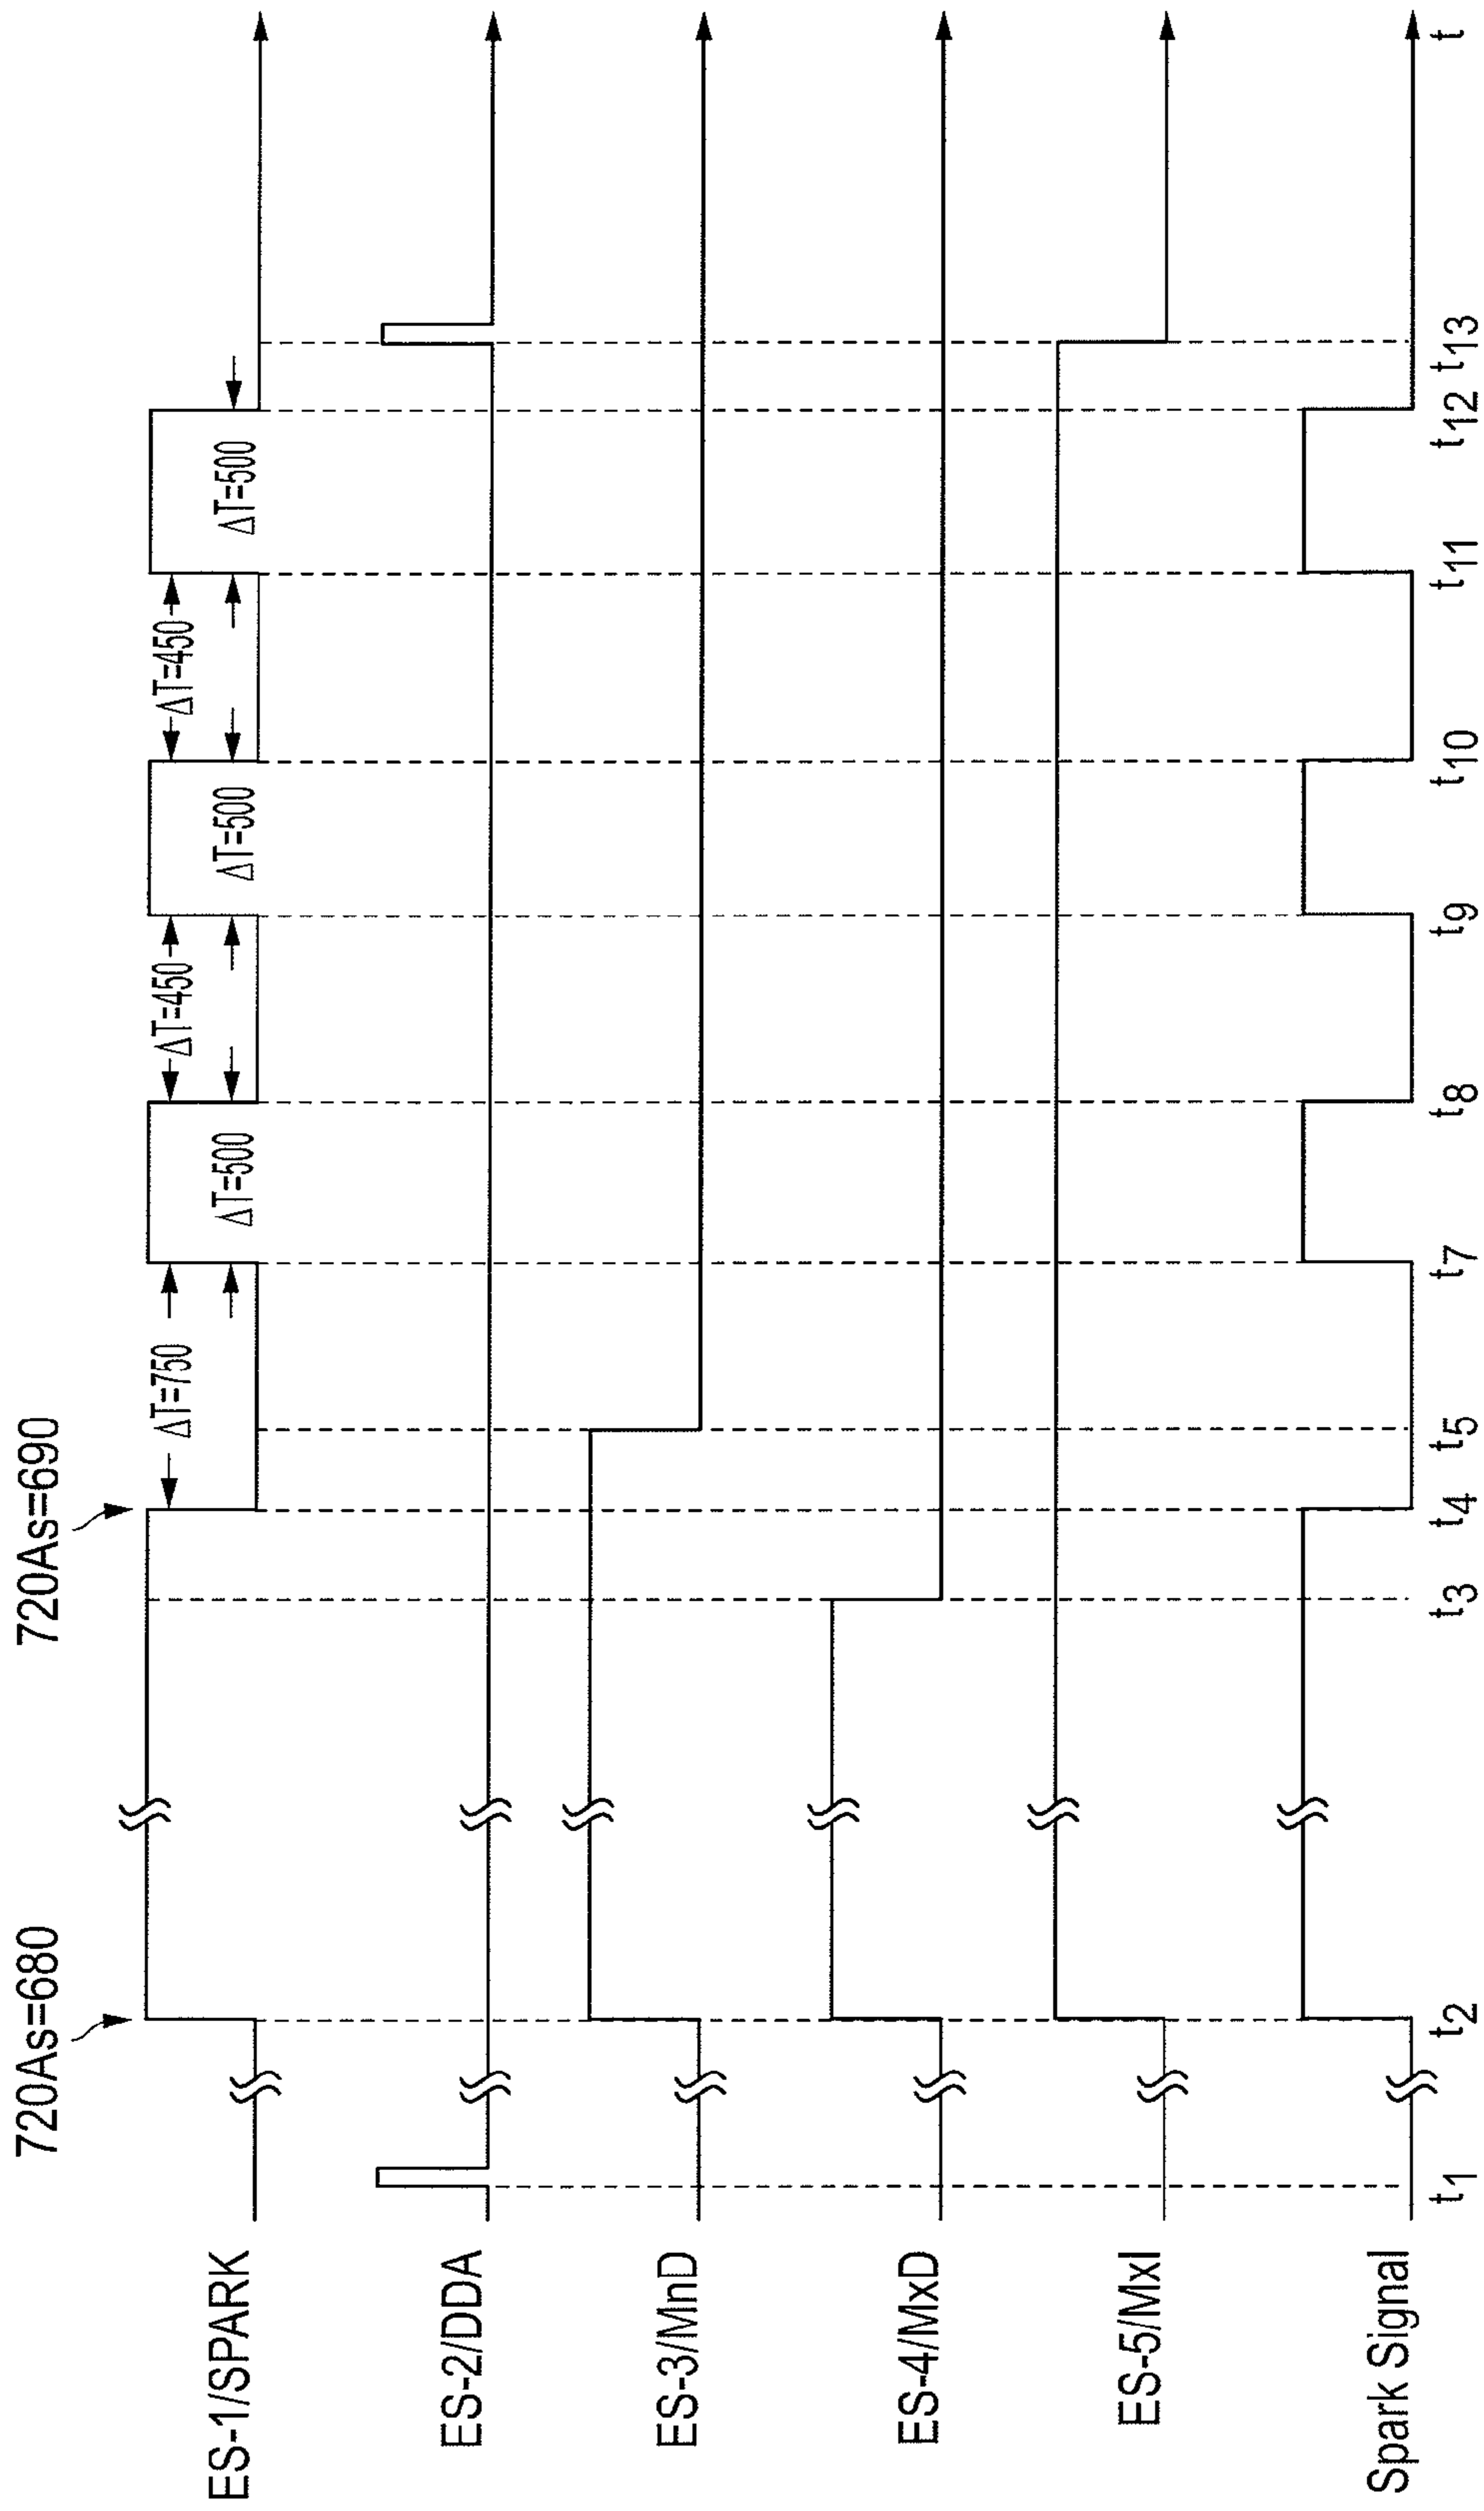 720As=680
720As=690
ΔT=750
ΔT=450
ΔT=450
ES-1/SPARK
ΔT=500
ΔT=500
ΔT=500
ES-2/DDA
ES-3/MnD
ES-4/MxD
ES-5/MxI
Spark Signal
t1 t2 t3 t4 t5 t7 t8 t9 t10 t11 t12 t13 t